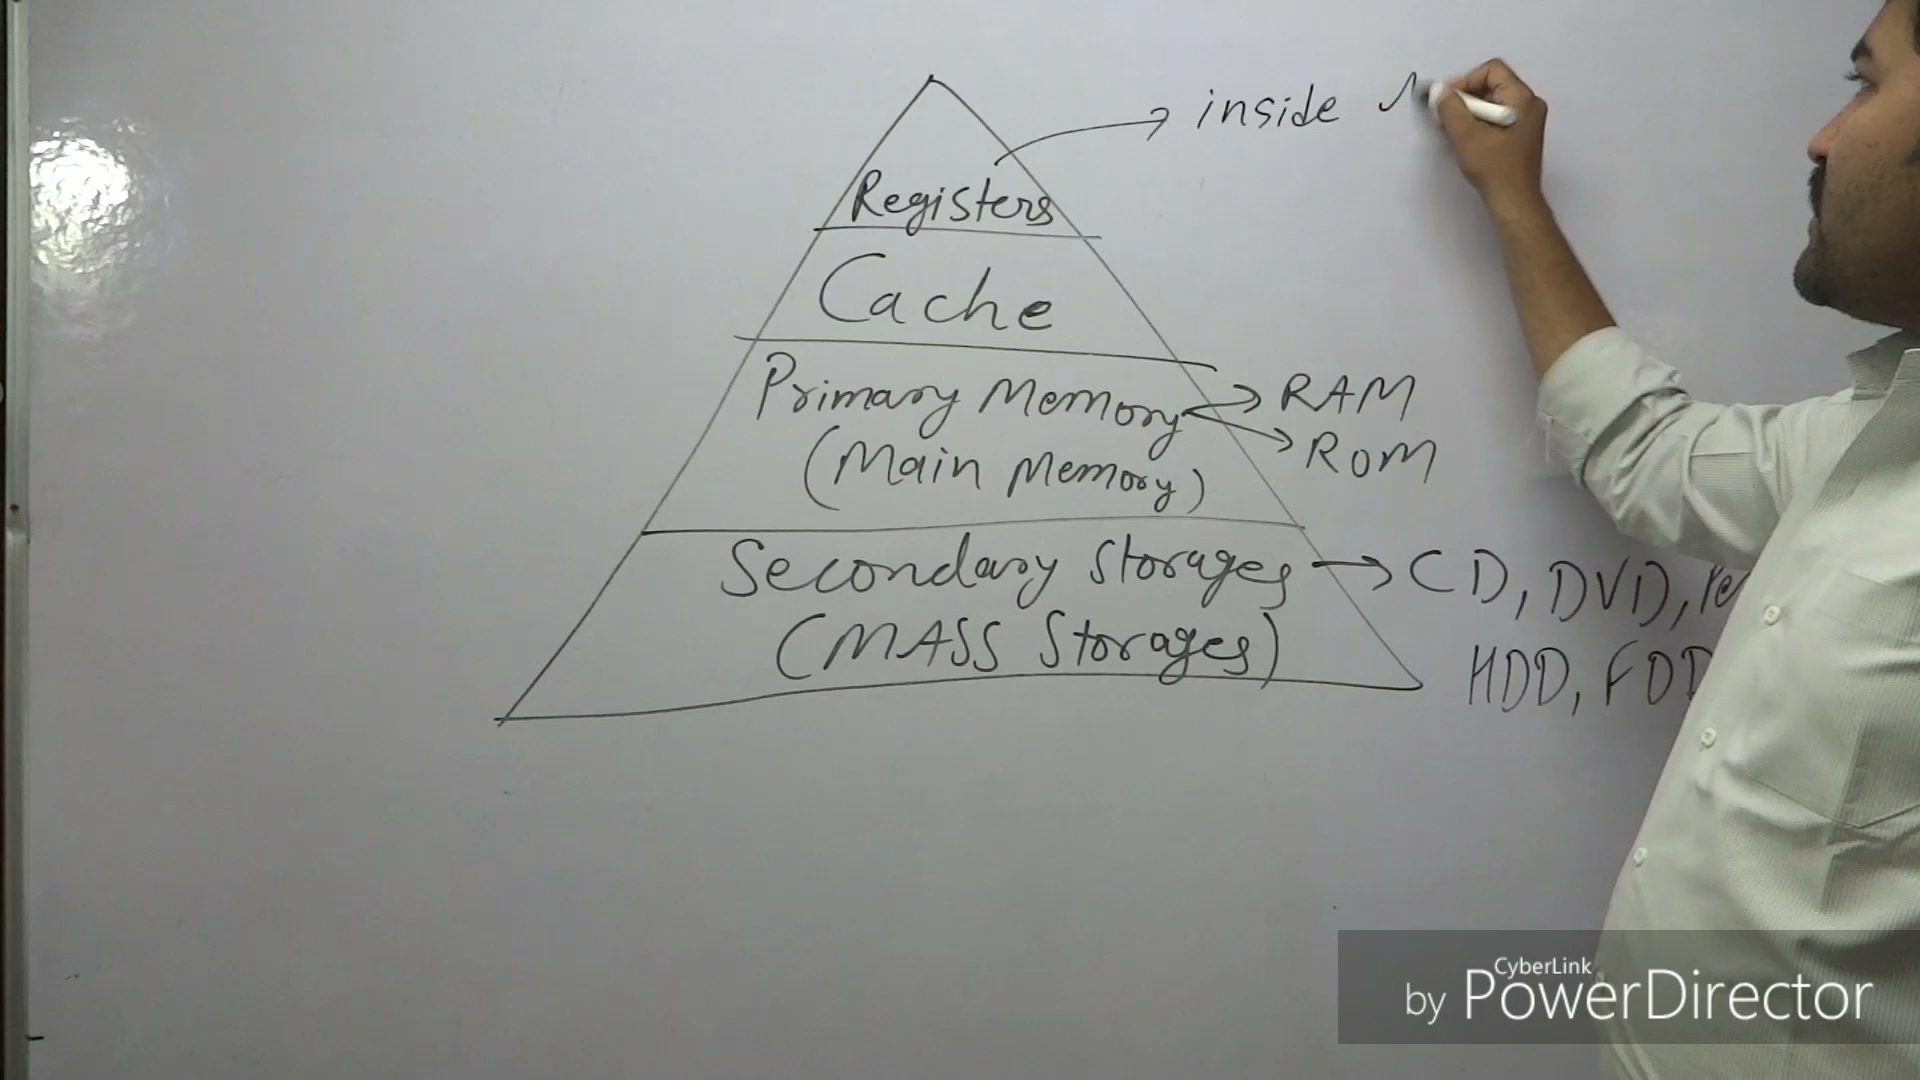 inside
Registers
Cache
Primary Memory
RAM
ROM
(Main Memory)
Secondary Storages
CD, DVD,
(MASS Storages)
HDD, FDD
CyberLink
by PowerDirector